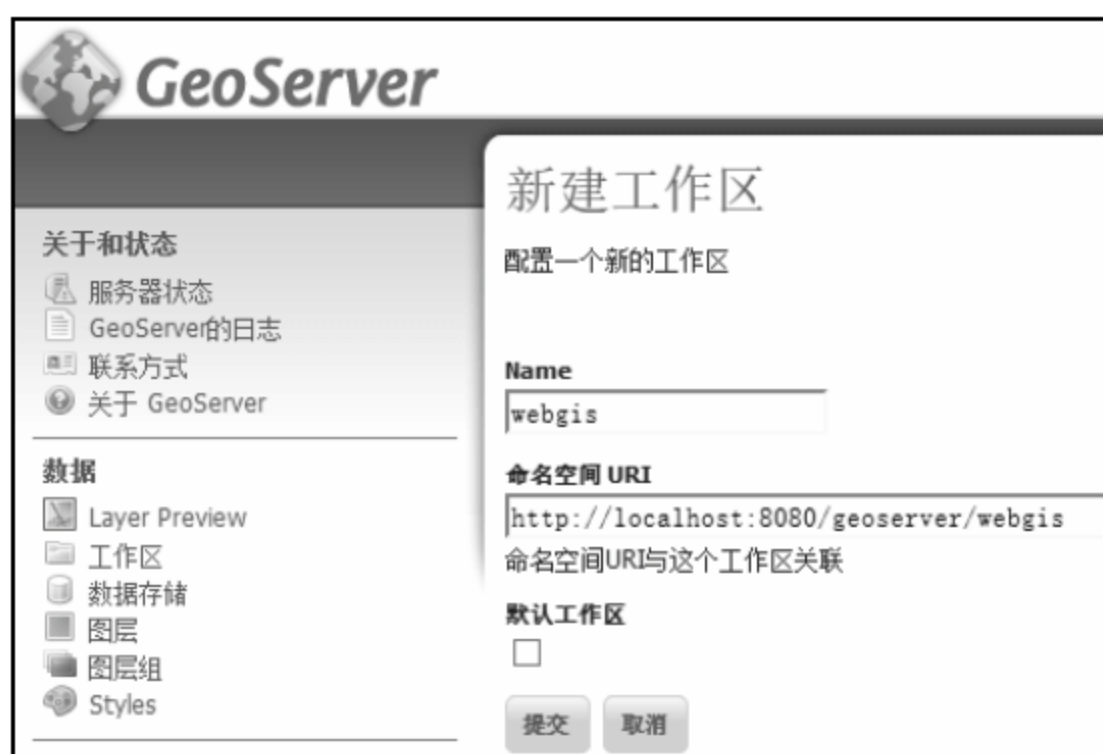 GeoServer
关于和状态
服务器状态
GeoServer的日志
联系方式
关于 GeoServer
数据
Layer Preview
工作区
数据存储
图层
图层组
Styles
新建工作区
配置一个新的工作区
Name
webgis
命名空间 URI
http://localhost:8080/geoserver/webgis
命名空间URI与这个工作区关联
默认工作区
提交 取消